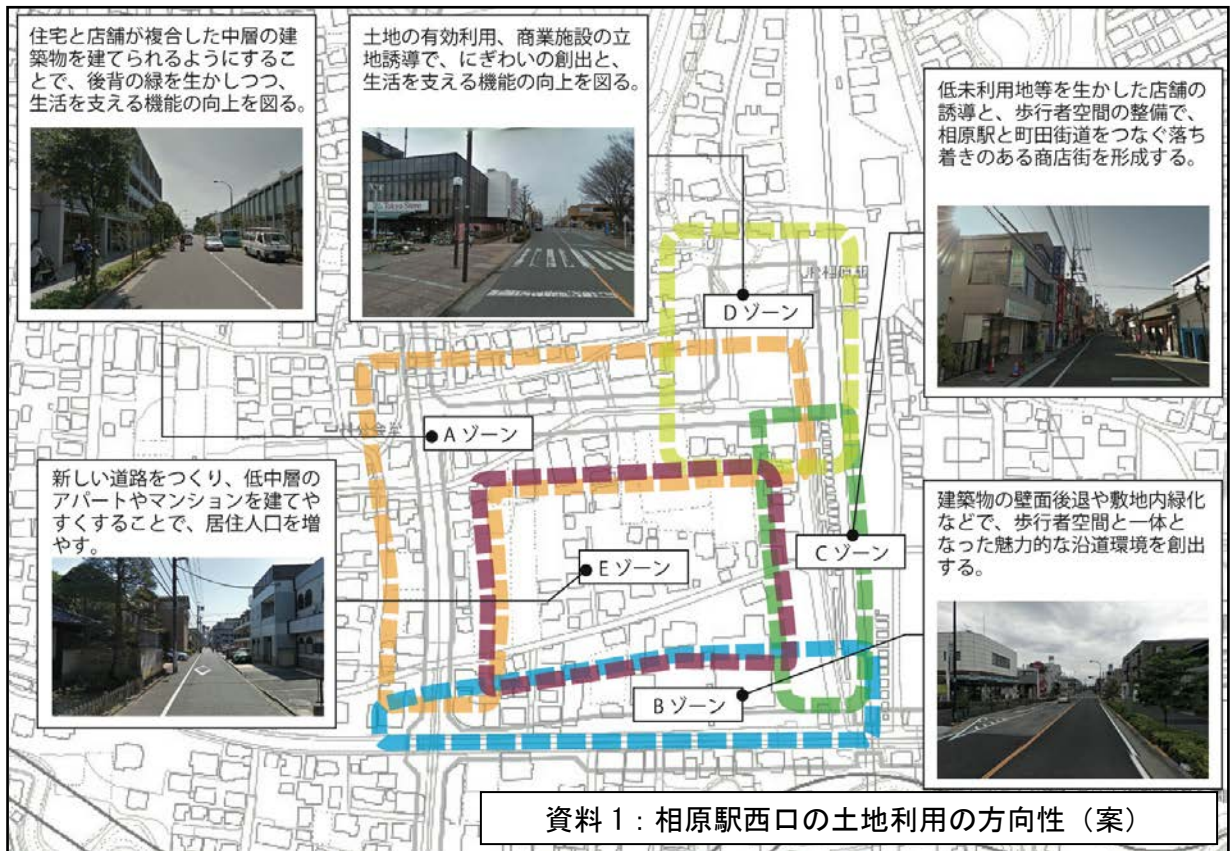 住宅と店舗が複合した中層の建
築物を建てられるようにするこ
とで、後背の緑を生かしつつ、
生活を支える機能の向上を図る。
土地の有効利用、商業施設の立
地誘導で、にぎわいの創出と、
生活を支える機能の向上を図る。
低未利用地等を生かした店舗の
誘導と、歩行者空間の整備で、
相原駅と町田街道をつなぐ落ち
着きのある商店街を形成する。
JR相原駅
Dゾーン
Aゾーン
新しい道路をつくり、低中層の
アパートやマンションを建てや
すくすることで、居住人口を増
やす。
Eゾーン
Cゾーン
建築物の壁面後退や敷地内緑化
などで、歩行者空間と一体と
なった魅力的な沿道環境を創出
する。
Bゾーン
資料1:相原駅西口の土地利用の方向性(案)